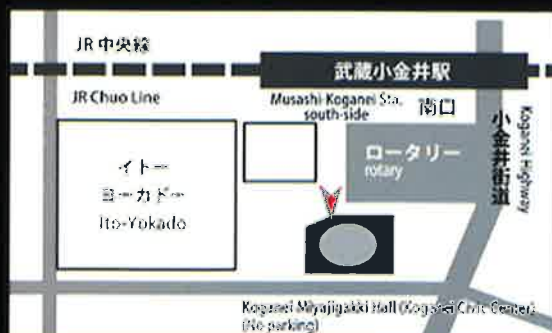 JR 中央線
武蔵小金井駅
JR Chuo Line
Musashi-Koganei Sta.
south-side
南口
ロータリー
rotary
小金井街道
Koganei Highway
イトー
ヨーカドー
Ito-Yokado
Koganei Miyajigakki Hall (Koganei Civic Center)
(No parking)